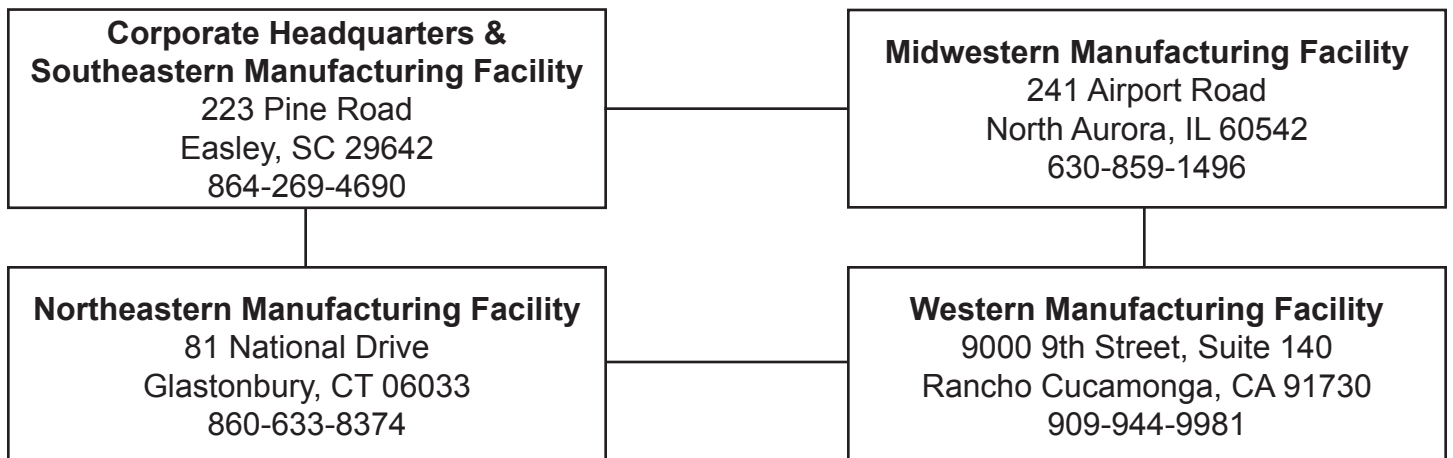 Corporate Headquarters &
Southeastern Manufacturing Facility
223 Pine Road
Easley, SC 29642
864-269-4690
Midwestern Manufacturing Facility
241 Airport Road
North Aurora, IL 60542
630-859-1496
Northeastern Manufacturing Facility
81 National Drive
Glastonbury, CT 06033
860-633-8374
Western Manufacturing Facility
9000 9th Street, Suite 140
Rancho Cucamonga, CA 91730
909-944-9981